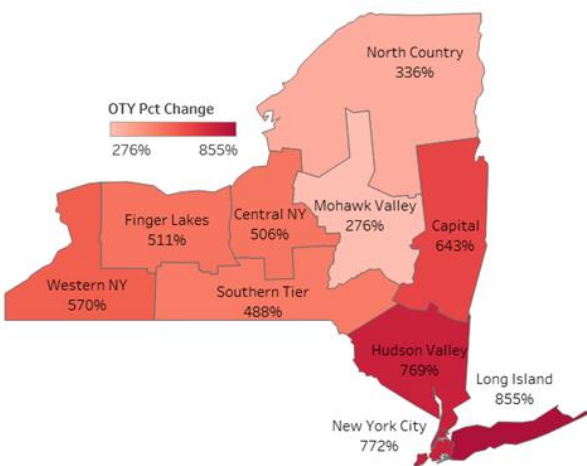 North Country
336%
OTY Pct Change
276% 855%
Mohawk Valley
276%
Finger Lakes
511%
Central NY
506%
Capital
643%
Western NY
570%
Southern Tier
488%
Hudson Valley
769%
Long Island
855%
New York City
772%